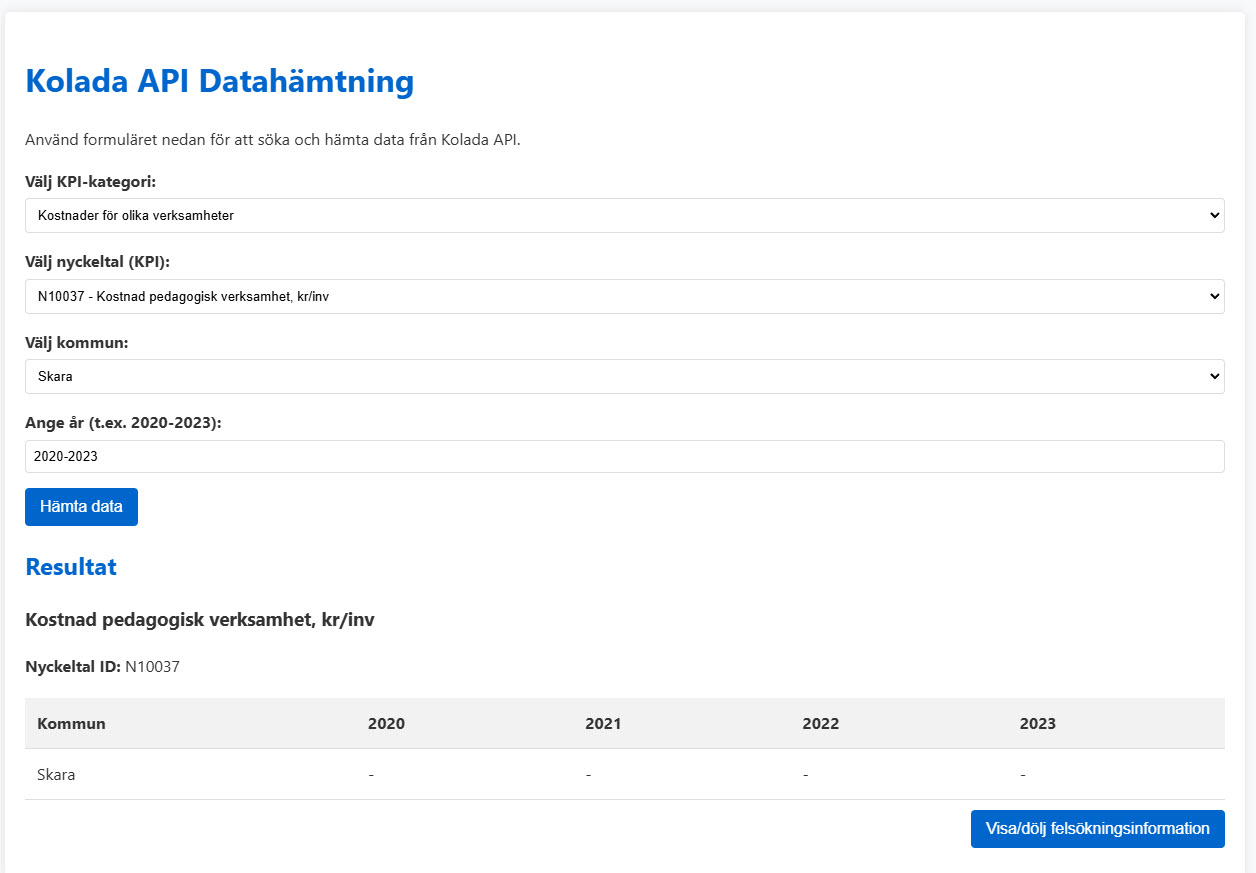 Kolada API Datahämtning
Använd formuläret nedan för att söka och hämta data från Kolada API.
Välj KPI-kategori:
Kostnader för olika verksamheter
Välj nyckeltal (KPI):
N10037 - Kostnad pedagogisk verksamhet, kr/inv
Välj kommun:
Skara
Ange år (t.ex. 2020-2023):
2020-2023
Hämta data
Resultat
Kostnad pedagogisk verksamhet, kr/inv
Nyckeltal ID: N10037
Kommun 2020 2021 2022 2023
Skara - - - -
Visa/dölj felsökningsinformation